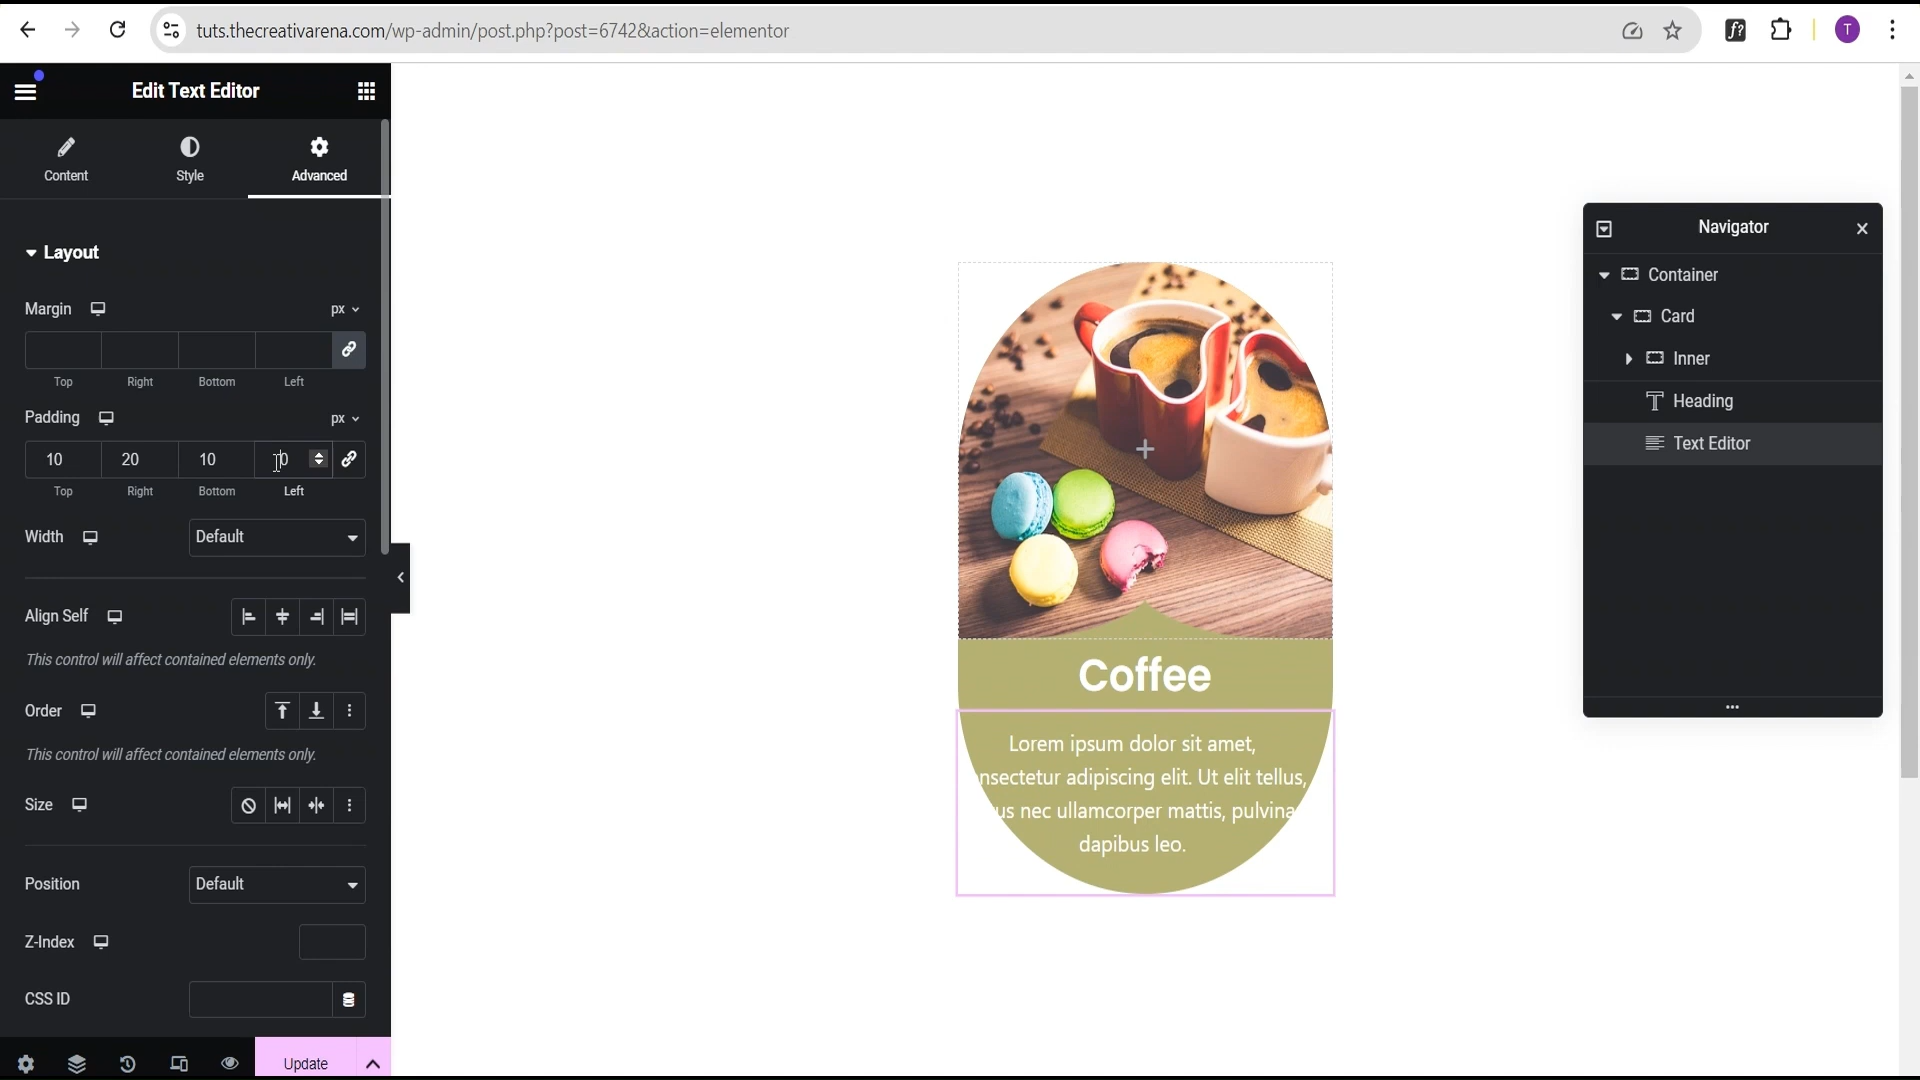 tuts.thecreativarena.com/wp-admin/post.php?post=6742&action=elementor
f?
T
Edit Text Editor
Content
Style
Advanced
Layout
Margin
px
Top
Right
Bottom
Left
Padding
px
10
20
10
Top
Right
Bottom
Left
Width
Default
Align Self
This control will affect contained elements only.
Order
This control will affect contained elements only.
Size
Position
Default
Z-Index
CSS ID
Update
Coffee
Lorem ipsum dolor sit amet,
nsectetur adipiscing elit. Ut elit tellus,
us nec ullamcorper mattis, pulvina
dapibus leo.
Navigator
Container
Card
Inner
Heading
Text Editor